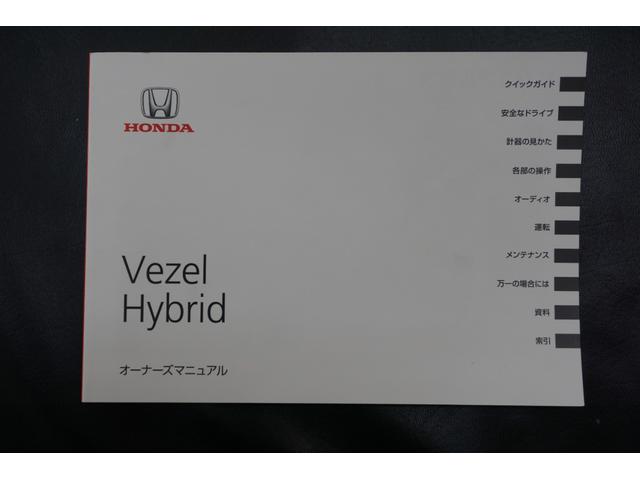 HONDA
Vezel
Hybrid
オーナーズマニュアル
クイックガイド
安全なドライブ
計器の見かた
各部の操作
オーディオ
運転
メンテナンス
万一の場合には
資料
索引